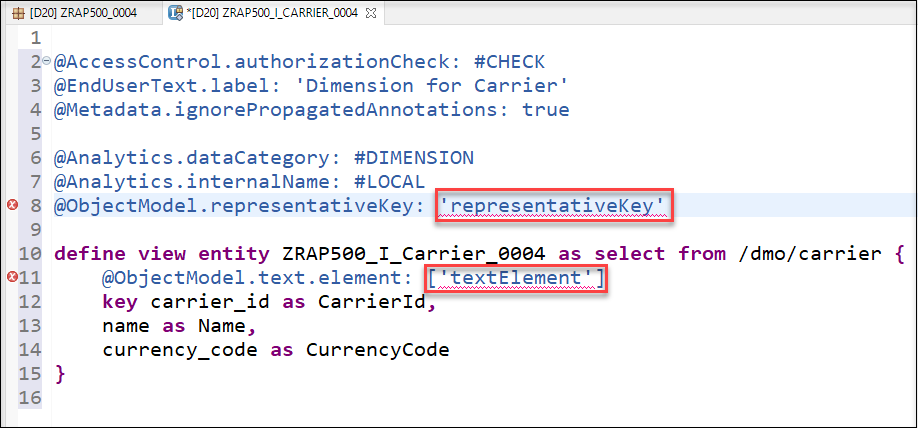 [D20] ZRAP500_0004
*[D20] ZRAP500_I_CARRIER_0004
1
2 @AccessControl.authorizationCheck: #CHECK
3 @EndUserText.label: 'Dimension for Carrier'
4 @Metadata.ignorePropagatedAnnotations: true
5
6 @Analytics.dataCategory: #DIMENSION
7 @Analytics.internalName: #LOCAL
8 @ObjectModel.representativeKey: 'representativeKey'
9
10 define view entity ZRAP500_I_Carrier_0004 as select from /dmo/carrier {
11 @ObjectModel.text.element: ['textElement']
12 key carrier_id as CarrierId,
13 name as Name,
14 currency_code as CurrencyCode
15 }
16